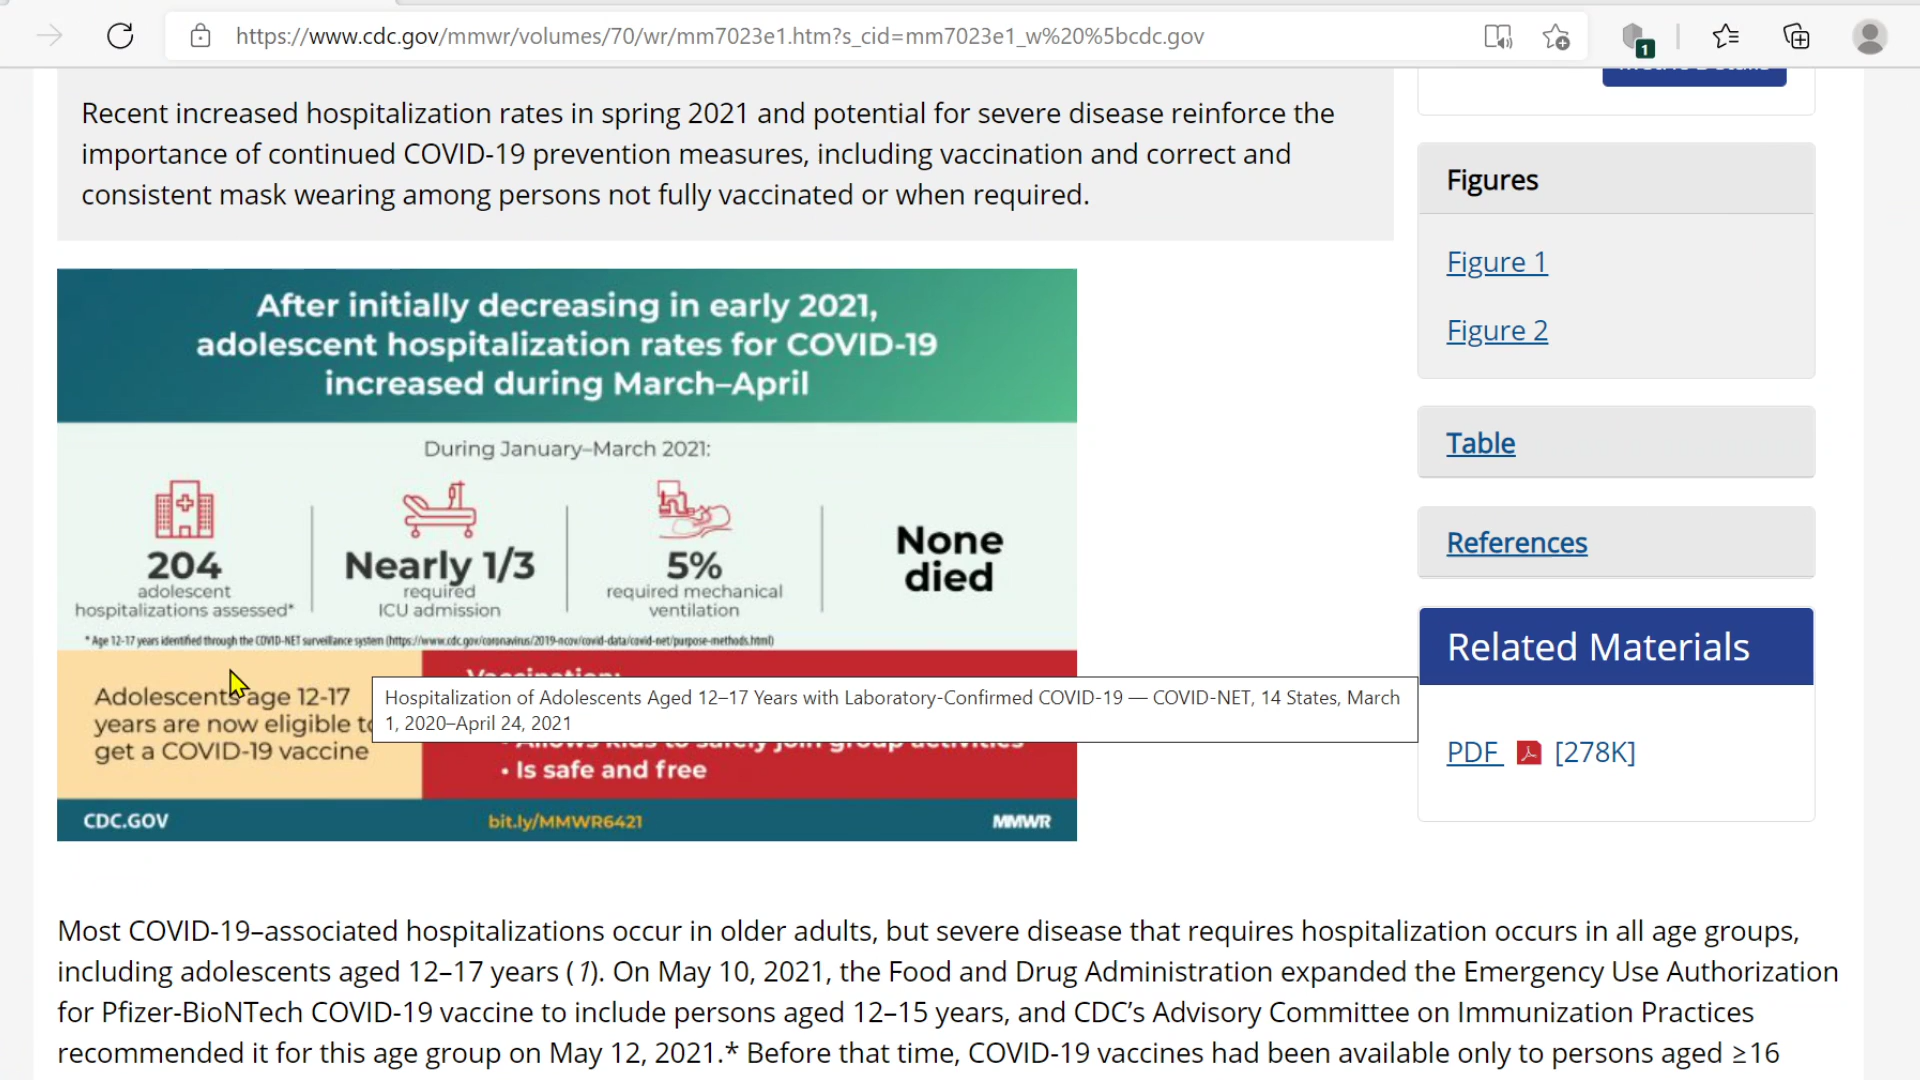 https://www.cdc.gov/mmwr/volumes/70/wr/mm7023e1.htm?s_cid=mm7023e1_w%20%5bcdc.gov
1
Recent increased hospitalization rates in spring 2021 and potential for severe disease reinforce the
importance of continued COVID-19 prevention measures, including vaccination and correct and
consistent mask wearing among persons not fully vaccinated or when required.
After initially decreasing in early 2021,
adolescent hospitalization rates for COVID-19
increased during March–April
During January–March 2021:
204
adolescent
hospitalizations assessed*
Nearly 1/3
required
ICU admission
5%
required mechanical
ventilation
None
died
* Age 12-17 years identified through the COVID-NET surveillance system (https://www.cdc.gov/coronavirus/2019-ncov/covid-data/covid-net/purpose-methods.html)
Adolescents age 12-17
years are now eligible to
get a COVID-19 vaccine
Vaccination:
Hospitalization of Adolescents Aged 12–17 Years with Laboratory-Confirmed COVID-19 — COVID-NET, 14 States, March
1, 2020–April 24, 2021
• Allows kids to safely join group activities
• Is safe and free
CDC.GOV
bit.ly/MMWR6421
MMWR
Figures
Figure 1
Figure 2
Table
References
Related Materials
PDF [278K]
Most COVID-19–associated hospitalizations occur in older adults, but severe disease that requires hospitalization occurs in all age groups,
including adolescents aged 12–17 years (1). On May 10, 2021, the Food and Drug Administration expanded the Emergency Use Authorization
for Pfizer-BioNTech COVID-19 vaccine to include persons aged 12–15 years, and CDC’s Advisory Committee on Immunization Practices
recommended it for this age group on May 12, 2021.* Before that time, COVID-19 vaccines had been available only to persons aged ≥16